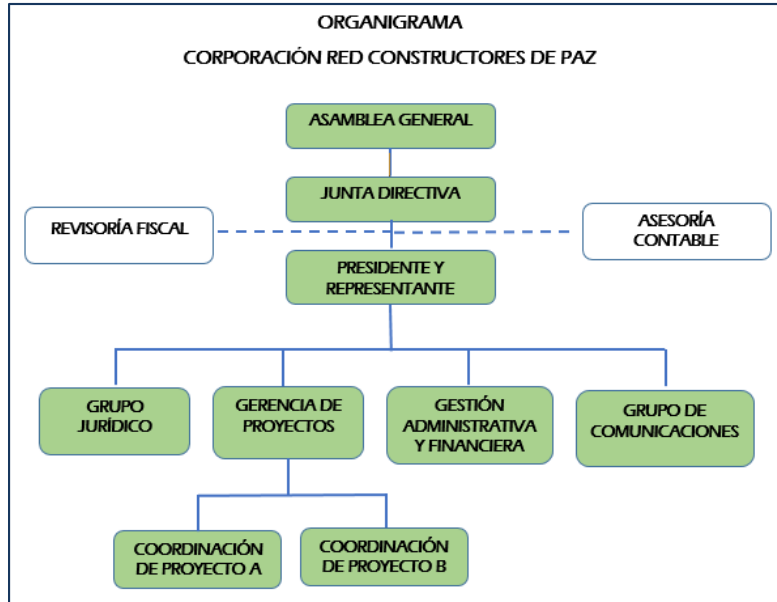 ORGANIGRAMA
CORPORACIÓN RED CONSTRUCTORES DE PAZ
ASAMBLEA GENERAL
JUNTA DIRECTIVA
REVISORÍA FISCAL
ASESORÍA
CONTABLE
PRESIDENTE Y
REPRESENTANTE
GRUPO
JURÍDICO
GERENCIA DE
PROYECTOS
GESTIÓN
ADMINISTRATIVA
Y FINANCIERA
GRUPO DE
COMUNICACIONES
COORDINACIÓN
DE PROYECTO A
COORDINACIÓN
DE PROYECTO B